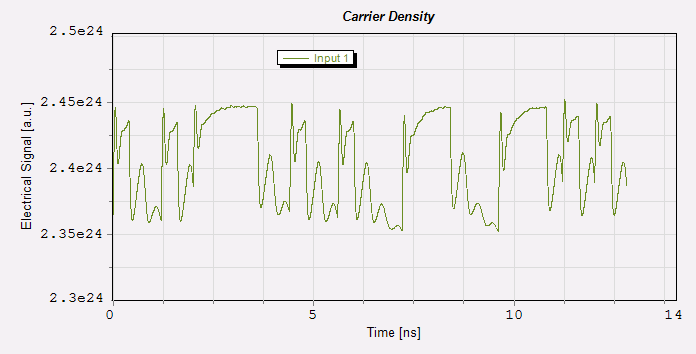 Carrier Density
2.5e24
Input 1
2.45e24
2.4e24
2.35e24
2.3e24
Electrical Signal [a.u.]
0 5 10 14
Time [ns]